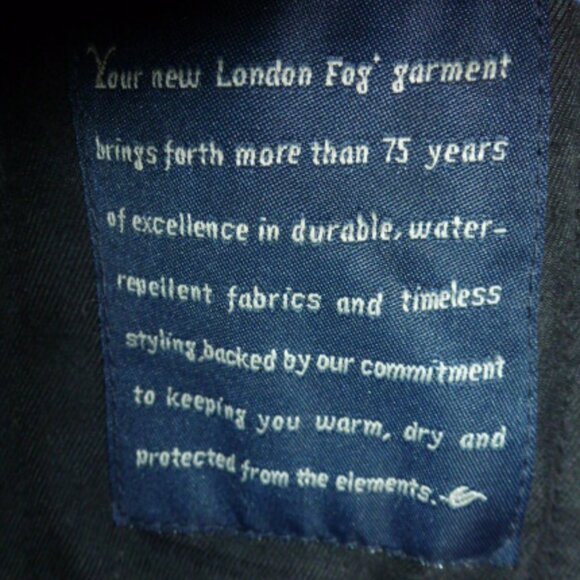 Your new London Fog® garment
brings forth more than 75 years
of excellence in durable, water-
repellent fabrics and timeless
styling, backed by our commitment
to keeping you warm, dry and
protected from the elements.